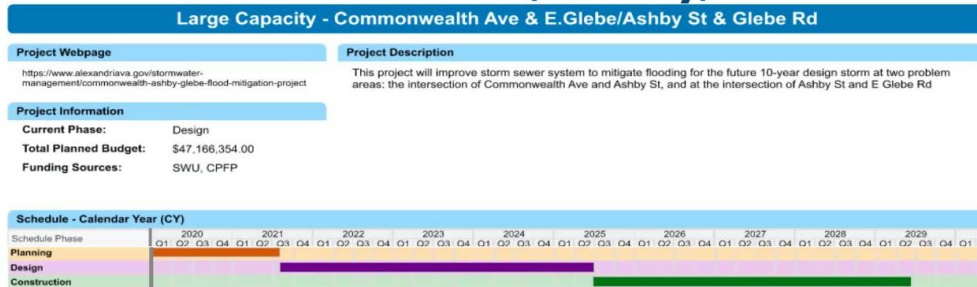 Large Capacity - Commonwealth Ave & E.Glebe/Ashby St & Glebe Rd
Project Webpage
https://www.alexandriava.gov/stormwater-
management/commonwealth-ashby-glebe-flood-mitigation-project
Project Description
This project will improve storm sewer system to mitigate flooding for the future 10-year design storm at two problem
areas: the intersection of Commonwealth Ave and Ashby St, and at the intersection of Ashby St and E Glebe Rd
Project Information
Current Phase: Design
Total Planned Budget: $47,166,354.00
Funding Sources: SWU, CPFP
Schedule - Calendar Year (CY)
Schedule Phase
2020 2021 2022 2023 2024 2025 2026 2027 2028 2029
Q1 Q2 Q3 Q4 Q1 Q2 Q3 Q4 Q1 Q2 Q3 Q4 Q1 Q2 Q3 Q4 Q1 Q2 Q3 Q4 Q1 Q2 Q3 Q4 Q1 Q2 Q3 Q4 Q1 Q2 Q3 Q4 Q1 Q2 Q3 Q4 Q1 Q2 Q3 Q4 Q1
Planning
Design
Construction